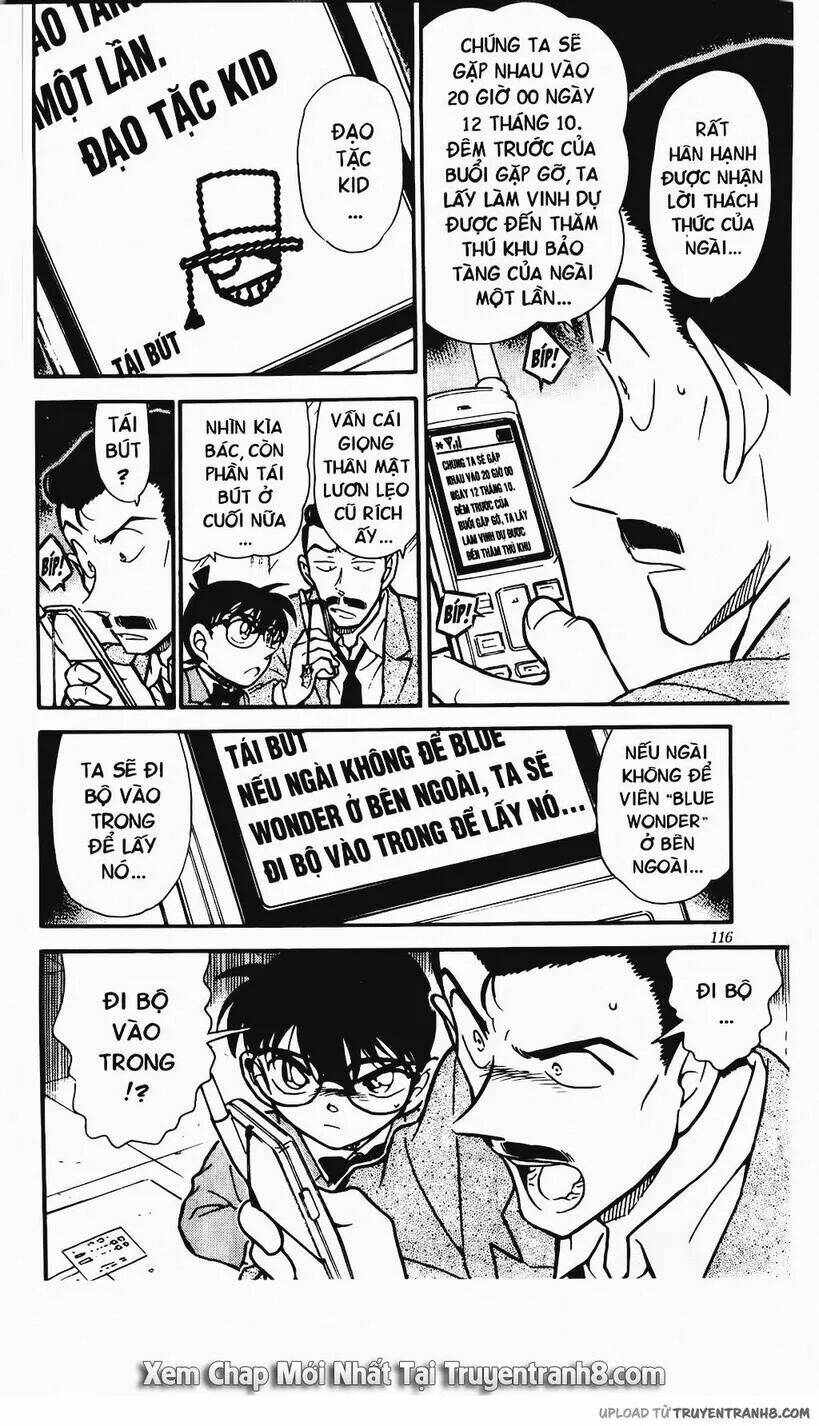 RẤT
HÂN HẠNH
ĐƯỢC NHẬN
LỜI THÁCH
THỨC CỦA
NGÀI...
CHÚNG TA SẼ
GẶP NHAU VÀO
20 GIỜ 00 NGÀY
12 THÁNG 10.
ĐÊM TRƯỚC CỦA
BUỔI GẶP GỠ, TA
LẤY LÀM VINH DỰ
ĐƯỢC ĐẾN THĂM
THÚ KHU BẢO
TÀNG CỦA NGÀI
MỘT LẦN...
BÍP!
CHÚNG TA SẼ GẶP
NHAU VÀO 20 GIỜ 00
NGÀY 12 THÁNG 10.
ĐÊM TRƯỚC CỦA
BUỔI GẶP GỠ, TA LẤY
LÀM VINH DỰ ĐƯỢC
ĐẾN THĂM THÚ KHU
BÍP!
MỘT LẦN.
ĐẠO TẶC KID
ĐẠO
TẶC
KID
...
TÁI BÚT
VẪN CÁI
GIỌNG
THÂN MẬT
LƯƠN LẸO
CŨ RÍCH
ẤY...
NHÌN KÌA
BÁC, CÒN
PHẦN TÁI
BÚT Ở
CUỐI NỮA
...
TÁI
BÚT
?
BÍP!
NẾU NGÀI
KHÔNG ĐỂ
VIÊN "BLUE
WONDER"
Ở BÊN
NGOÀI...
TÁI BÚT
NẾU NGÀI KHÔNG ĐỂ BLUE
WONDER Ở BÊN NGOÀI, TA SẼ
ĐI BỘ VÀO TRONG ĐỂ LẤY NÓ...
TA SẼ ĐI
BỘ VÀO
TRONG
ĐỂ LẤY
NÓ...
116
ĐI BỘ
...
ĐI BỘ
VÀO
TRONG
!?
Xem Chap Mới Nhất Tại Truyentranh8.com
UPLOAD TỪ TRUYENTRANH8.COM